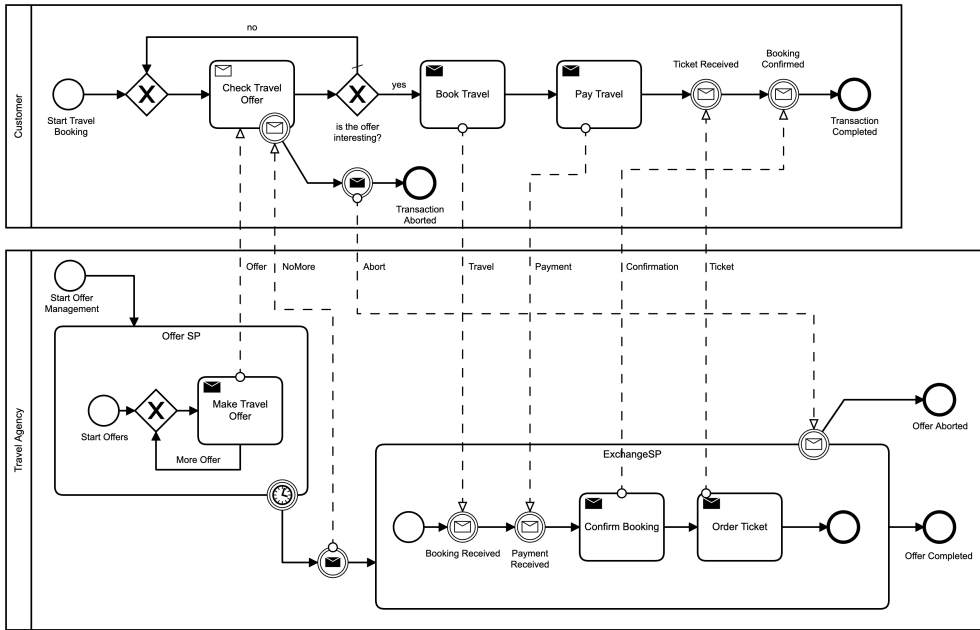 Customer
no
Start Travel
Booking
X
Check Travel
Offer
X
is the offer
interesting?
yes
Book Travel
Pay Travel
Ticket Received
Booking
Confirmed
Transaction
Completed
Transaction
Aborted
Offer
NoMore
Abort
Travel
Payment
Confirmation
Ticket
Travel Agency
Start Offer
Management
Offer SP
Start Offers
X
Make Travel
Offer
More Offer
ExchangeSP
Booking Received
Payment
Received
Confirm Booking
Order Ticket
Offer Aborted
Offer Completed